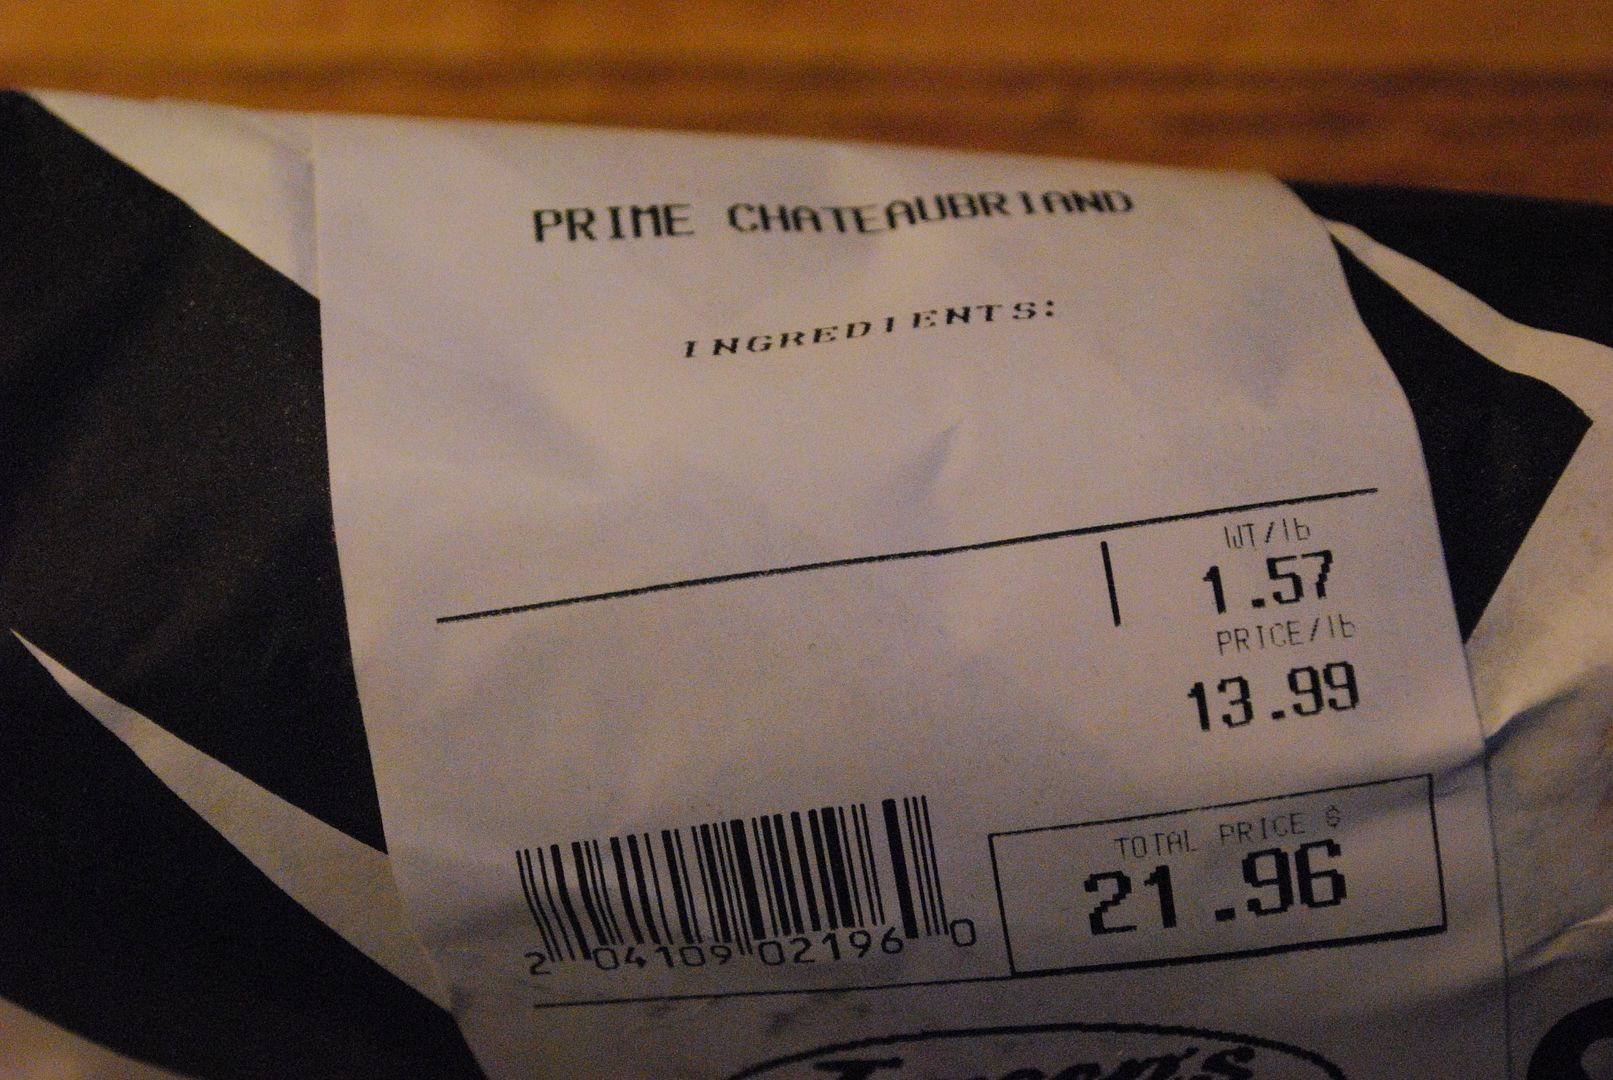 PRIME CHATEAUBRIAND
INGREDIENTS:
WT/lb
1.57
PRICE/lb
13.99
TOTAL PRICE $
21.96
2 04109 02196 0